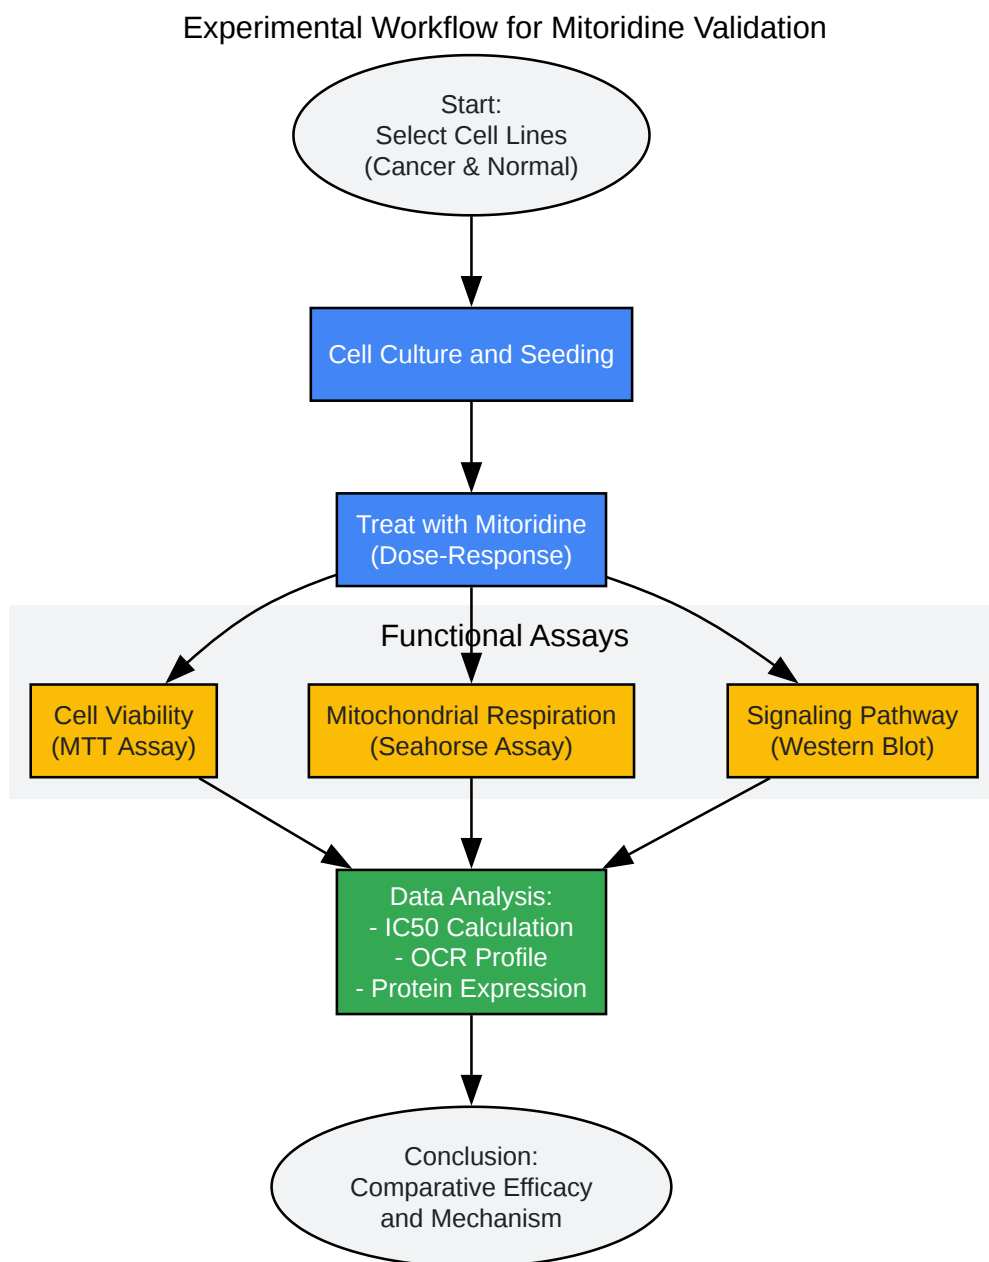 Experimental Workflow for Mitoridine Validation
Start:
Select Cell Lines
(Cancer & Normal)
Cell Culture and Seeding
Treat with Mitoridine
(Dose-Response)
Functional Assays
Cell Viability
(MTT Assay)
Mitochondrial Respiration
(Seahorse Assay)
Signaling Pathway
(Western Blot)
Data Analysis:
- IC50 Calculation
- OCR Profile
- Protein Expression
Conclusion:
Comparative Efficacy
and Mechanism